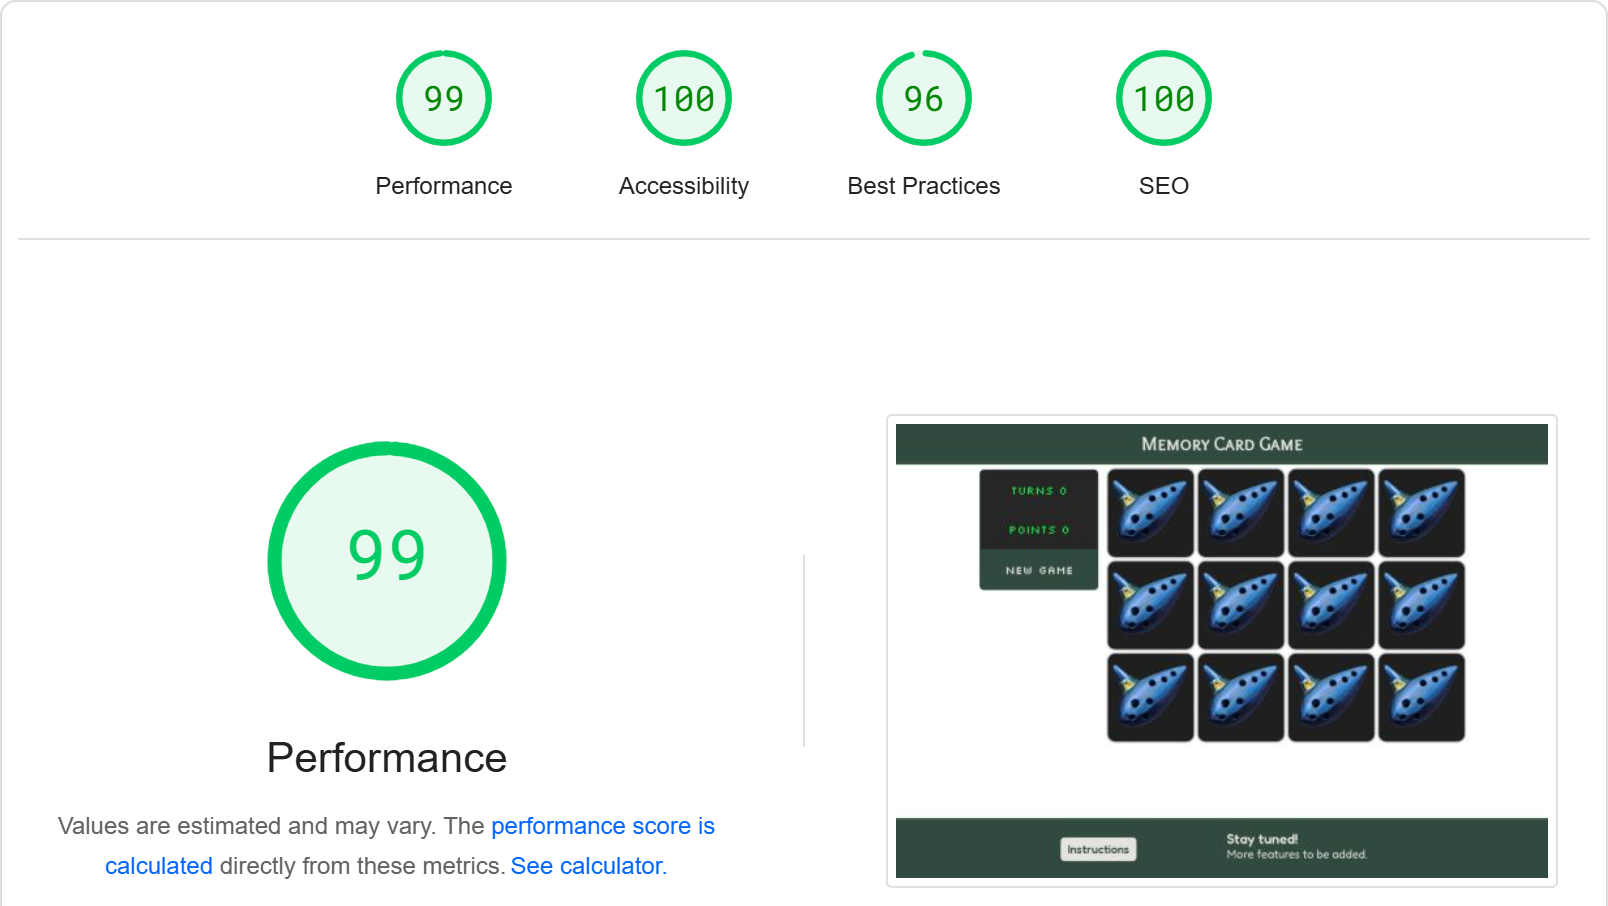 99
100
96
100
Performance
Accessibility
Best Practices
SEO
99
Performance
Values are estimated and may vary. The performance score is
calculated directly from these metrics. See calculator.
MEMORY CARD GAME
TURNS 0
POINTS 0
NEW GAME
Instructions
Stay tuned!
More features to be added.